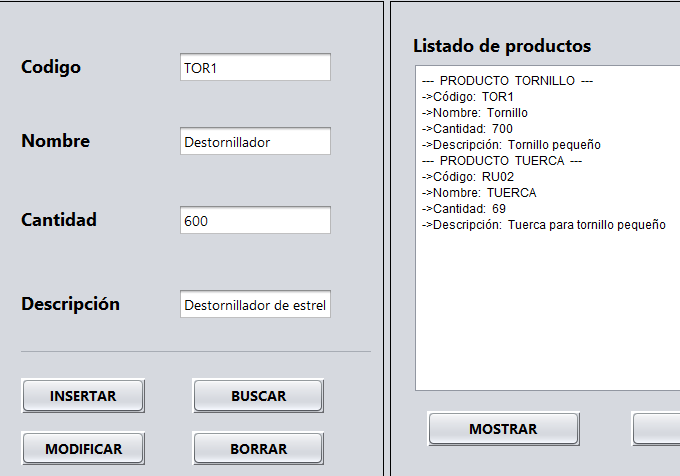 Codigo
TOR1
Nombre
Destornillador
Cantidad
600
Descripción
Destornillador de estrel
INSERTAR
BUSCAR
MODIFICAR
BORRAR
Listado de productos
--- PRODUCTO TORNILLO ---
->Código: TOR1
->Nombre: Tornillo
->Cantidad: 700
->Descripción: Tornillo pequeño
--- PRODUCTO TUERCA ---
->Código: RU02
->Nombre: TUERCA
->Cantidad: 69
->Descripción: Tuerca para tornillo pequeño
MOSTRAR